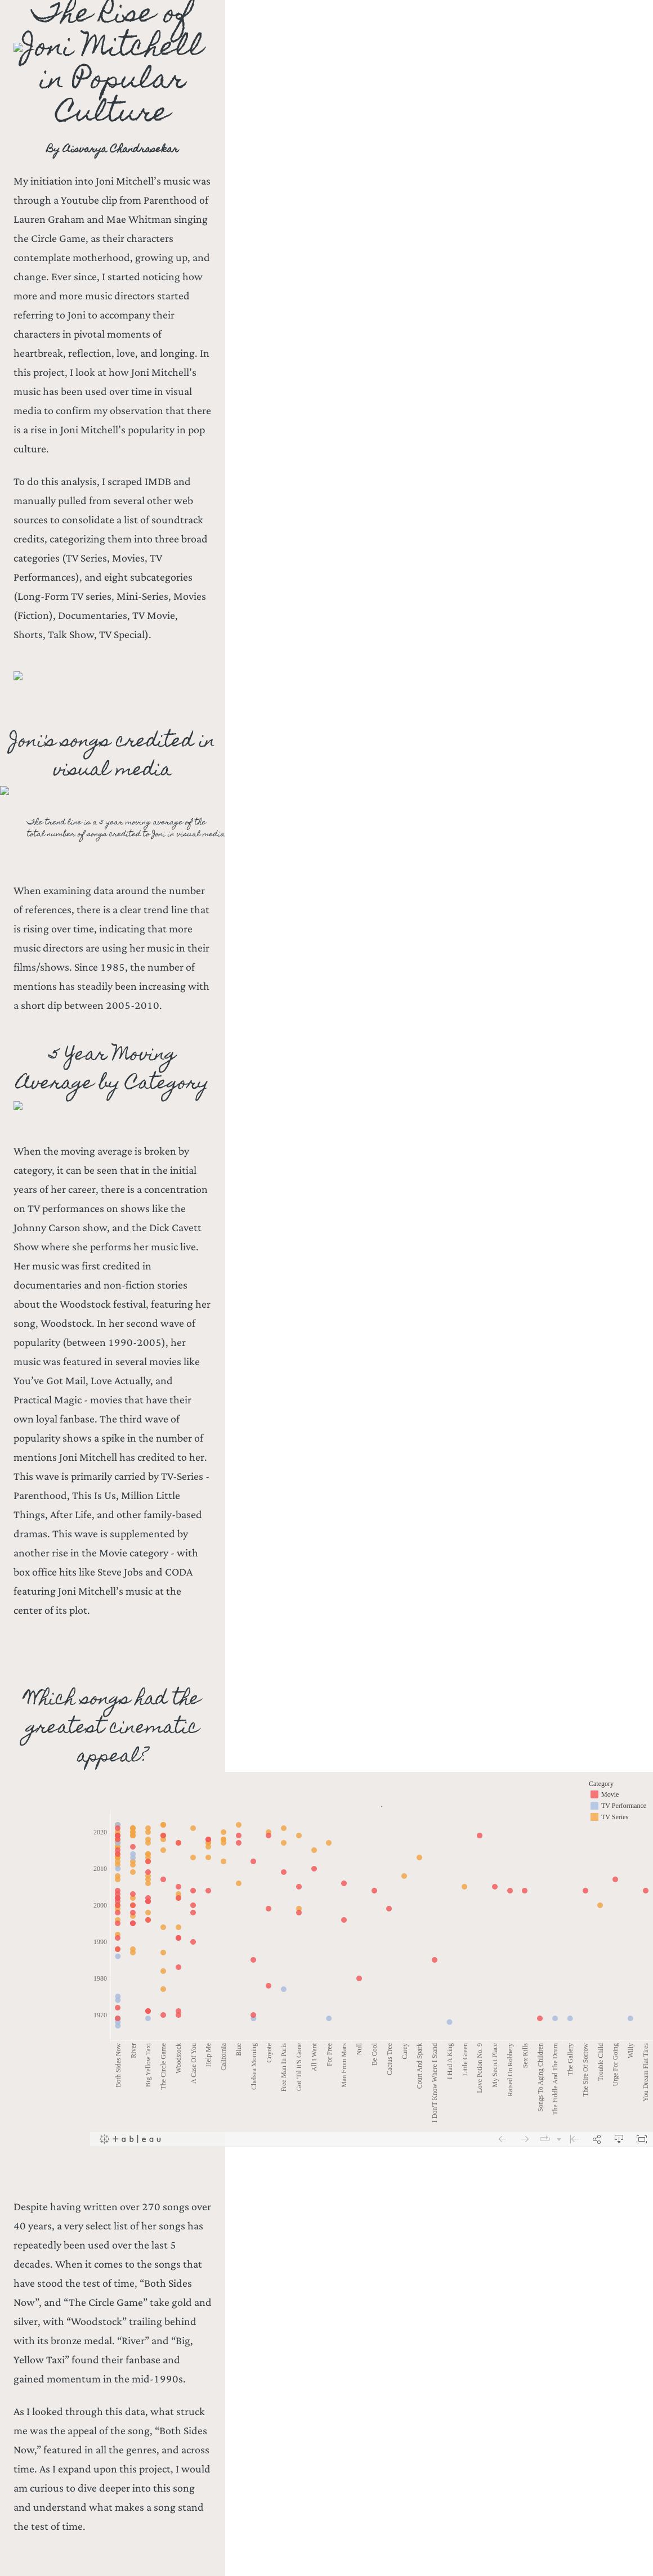 The Rise of
Joni Mitchell
in Popular
Culture
By Aisvarya Chandrasekar
My initiation into Joni Mitchell’s music was
through a Youtube clip from Parenthood of
Lauren Graham and Mae Whitman singing
the Circle Game, as their characters
contemplate motherhood, growing up, and
change. Ever since, I started noticing how
more and more music directors started
referring to Joni to accompany their
characters in pivotal moments of
heartbreak, reflection, love, and longing. In
this project, I look at how Joni Mitchell’s
music has been used over time in visual
media to confirm my observation that there
is a rise in Joni Mitchell’s popularity in pop
culture.
To do this analysis, I scraped IMDB and
manually pulled from several other web
sources to consolidate a list of soundtrack
credits, categorizing them into three broad
categories (TV Series, Movies, TV
Performances), and eight subcategories
(Long-Form TV series, Mini-Series, Movies
(Fiction), Documentaries, TV Movie,
Shorts, Talk Show, TV Special).
Joni's songs credited in
visual media
The trend line is a 5 year moving average of the
total number of songs credited to Joni in visual media
When examining data around the number
of references, there is a clear trend line that
is rising over time, indicating that more
music directors are using her music in their
films/shows. Since 1985, the number of
mentions has steadily been increasing with
a short dip between 2005-2010.
5 Year Moving
Average by Category
When the moving average is broken by
category, it can be seen that in the initial
years of her career, there is a concentration
on TV performances on shows like the
Johnny Carson show, and the Dick Cavett
Show where she performs her music live.
Her music was first credited in
documentaries and non-fiction stories
about the Woodstock festival, featuring her
song, Woodstock. In her second wave of
popularity (between 1990-2005), her
music was featured in several movies like
You’ve Got Mail, Love Actually, and
Practical Magic - movies that have their
own loyal fanbase. The third wave of
popularity shows a spike in the number of
mentions Joni Mitchell has credited to her.
This wave is primarily carried by TV-Series -
Parenthood, This Is Us, Million Little
Things, After Life, and other family-based
dramas. This wave is supplemented by
another rise in the Movie category - with
box office hits like Steve Jobs and CODA
featuring Joni Mitchell’s music at the
center of its plot.
Which songs had the
greatest cinematic
appeal?
Category
Movie
TV Performance
TV Series
2020
2010
2000
1990
1980
1970
Both Sides Now
River
Big Yellow Taxi
The Circle Game
Woodstock
A Case Of You
Help Me
California
Blue
Chelsea Morning
Coyote
Free Man In Paris
Got 'Til It'S Gone
All I Want
For Free
Man From Mars
Null
Be Cool
Cactus Tree
Carey
Court And Spark
I Don'T Know Where I Stand
I Had A King
Little Green
Love Potion No. 9
My Secret Place
Raised On Robbery
Sex Kills
Songs To Aging Children
The Fiddle And The Drum
The Gallery
The Sire Of Sorrow
Trouble Child
Urge For Going
Willy
You Dream Flat Tires
+ableau
Despite having written over 270 songs over
40 years, a very select list of her songs has
repeatedly been used over the last 5
decades. When it comes to the songs that
have stood the test of time, “Both Sides
Now”, and “The Circle Game” take gold and
silver, with “Woodstock” trailing behind
with its bronze medal. “River” and “Big,
Yellow Taxi” found their fanbase and
gained momentum in the mid-1990s.
As I looked through this data, what struck
me was the appeal of the song, “Both Sides
Now,” featured in all the genres, and across
time. As I expand upon this project, I would
am curious to dive deeper into this song
and understand what makes a song stand
the test of time.